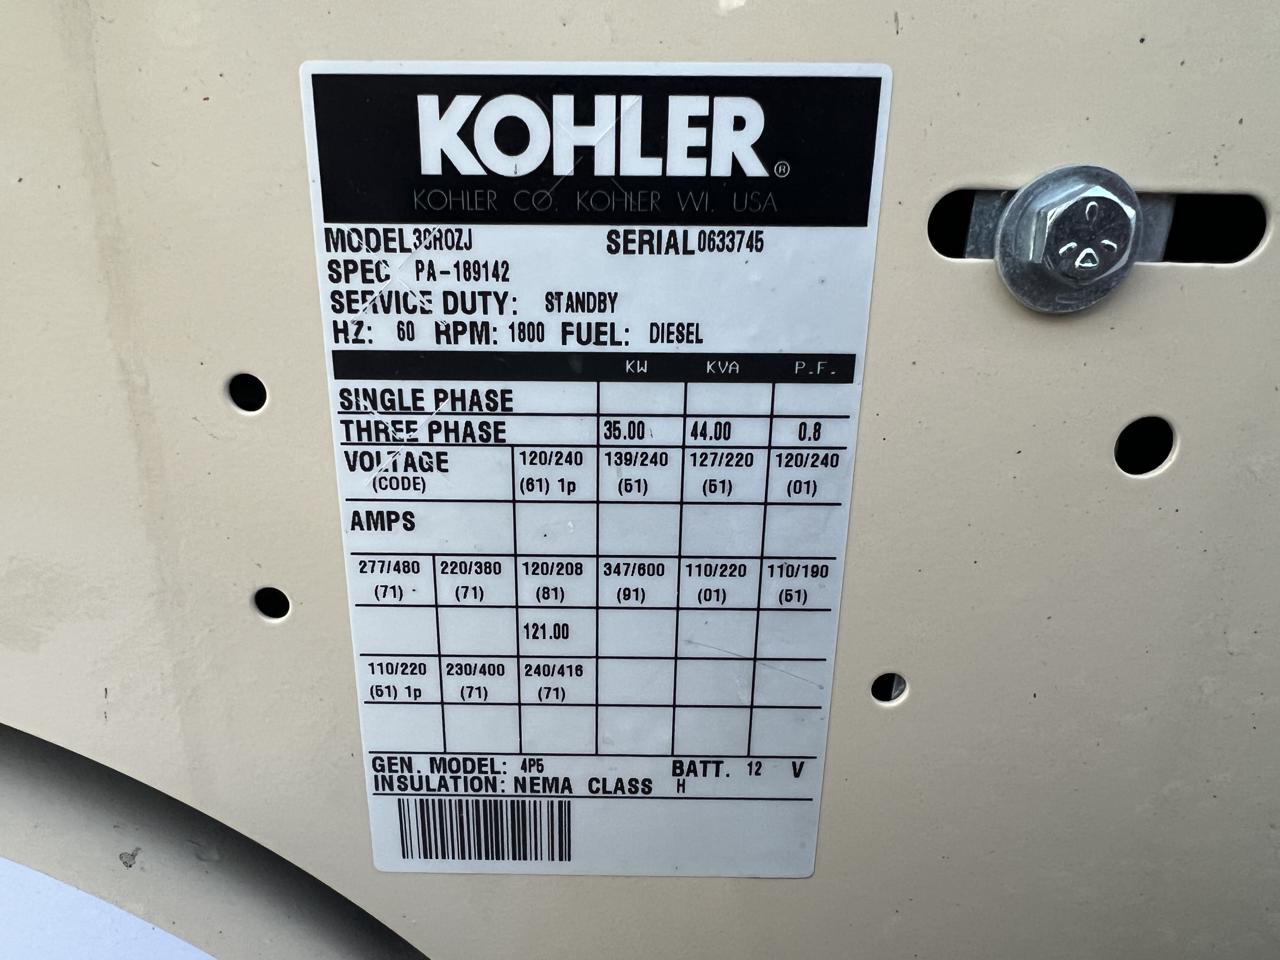 KOHLER®
KOHLER CO. KOHLER WI. USA
MODEL 30ROZJ SERIAL 0633745
SPEC PA-189142
SERVICE DUTY: STANDBY
HZ: 60 RPM: 1800 FUEL: DIESEL
KW KVA P.F.
SINGLE PHASE
THREE PHASE 35.00 44.00 0.8
VOLTAGE 120/240 139/240 127/220 120/240
(CODE) (61) 1p (51) (51) (01)
AMPS
277/480 220/380 120/208 347/600 110/220 110/190
(71) (71) (81) (91) (01) (51)
121.00
110/220 230/400 240/416
(51) 1p (71) (71)
GEN. MODEL: 4P5 BATT. 12 V
INSULATION: NEMA CLASS H